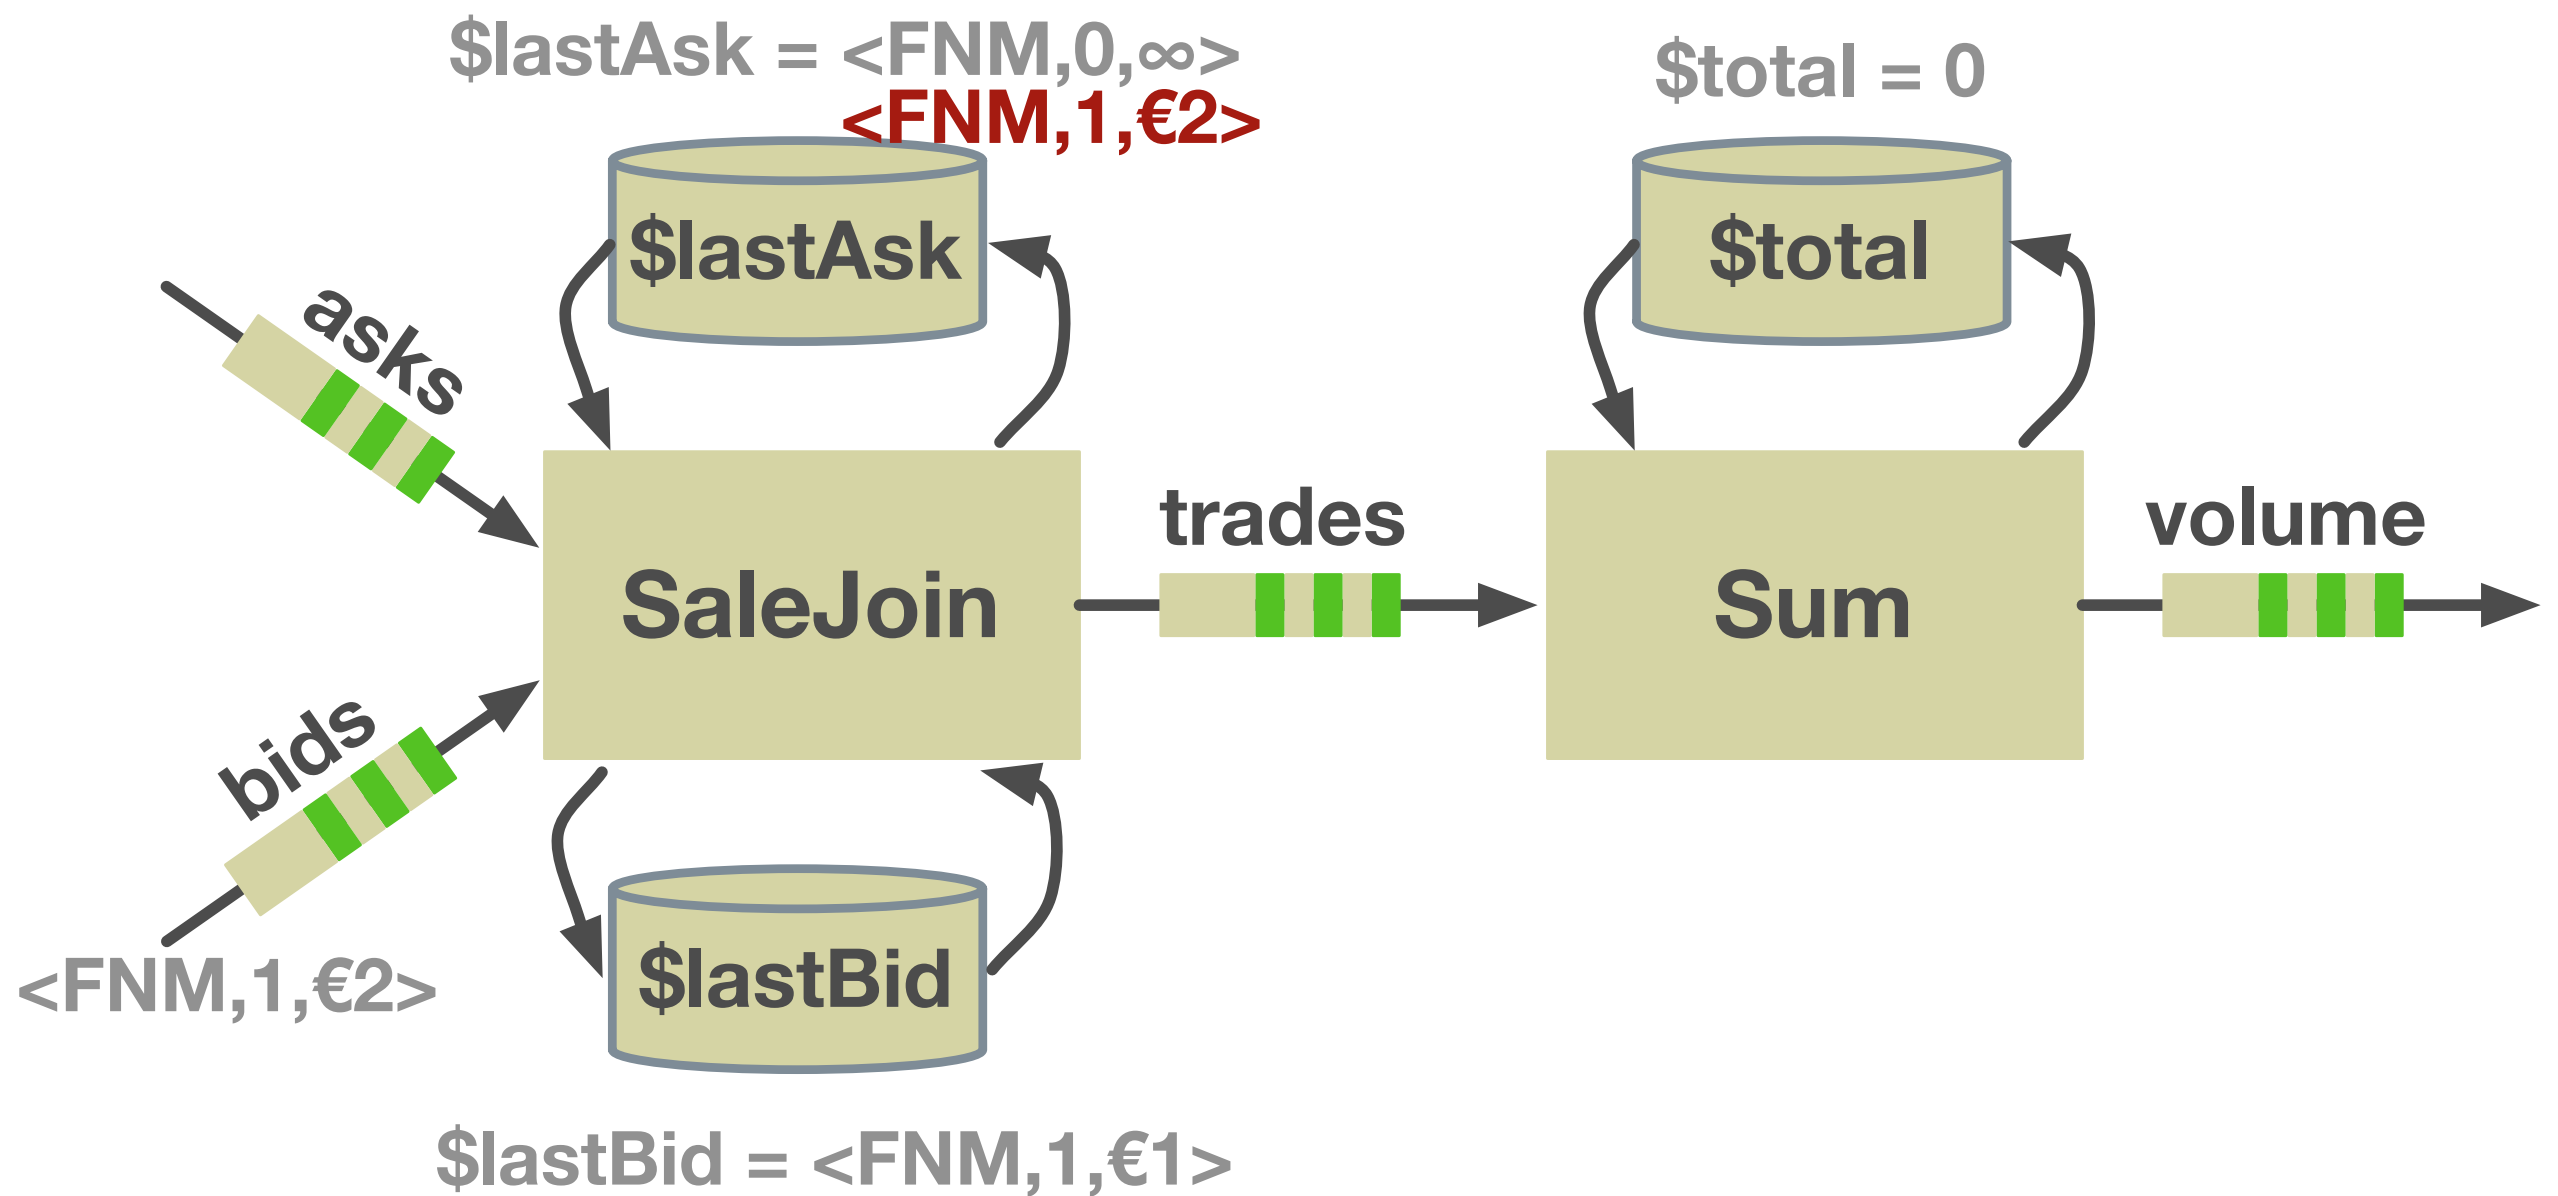 $lastAsk = <FNM,0,∞>
<FNM,1,€2>
$total = 0
$lastAsk
$total
asks
trades
volume
SaleJoin
Sum
bids
<FNM,1,€2>
$lastBid
$lastBid = <FNM,1,€1>